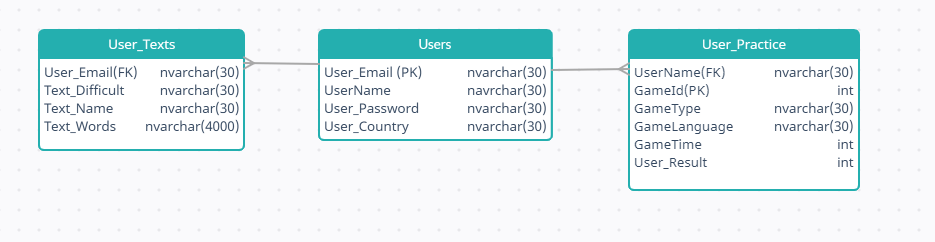 User_Texts
User_Email(FK) nvarchar(30)
Text_Difficult nvarchar(30)
Text_Name nvarchar(30)
Text_Words nvarchar(4000)
Users
User_Email (PK) nvarchar(30)
UserName navrchar(30)
User_Password nvarchar(30)
User_Country nvarchar(30)
User_Practice
UserName(FK) nvarchar(30)
GameId(PK) int
GameType nvarchar(30)
GameLanguage nvarchar(30)
GameTime int
User_Result int